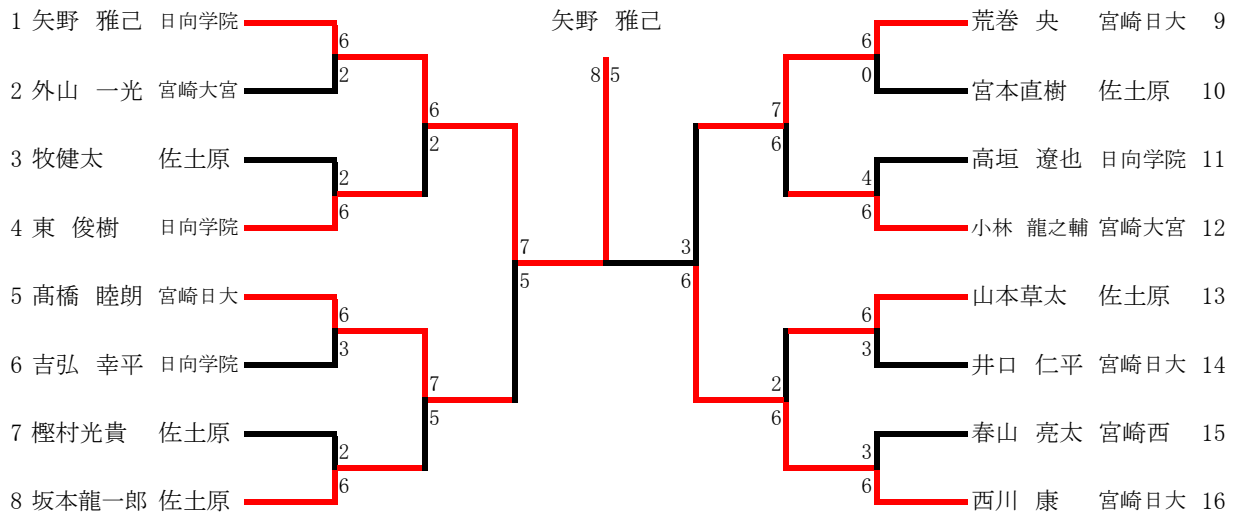 矢野 雅己
1 矢野 雅己 日向学院
荒巻 央 宮崎日大 9
6
6
8 5
2
0
2 外山 一光 宮崎大宮
宮本直樹 佐土原 10
6
7
2
6
3 牧健太 佐土原
高垣 遼也 日向学院 11
2
4
6
6
4 東 俊樹 日向学院
小林 龍之輔 宮崎大宮 12
7
3
5
6
5 髙橋 睦朗 宮崎日大
山本草太 佐土原 13
6
6
3
3
6 吉弘 幸平 日向学院
井口 仁平 宮崎日大 14
7
2
5
6
7 樫村光貴 佐土原
春山 亮太 宮崎西 15
2
3
6
6
8 坂本龍一郎 佐土原
西川 康 宮崎日大 16